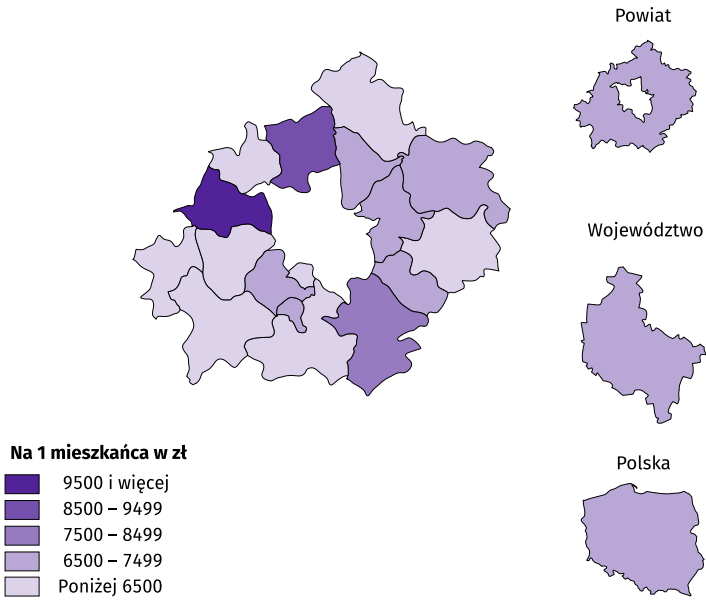 Powiat
Województwo
Polska
Na 1 mieszkańca w zł
9500 i więcej
8500 – 9499
7500 – 8499
6500 – 7499
Poniżej 6500